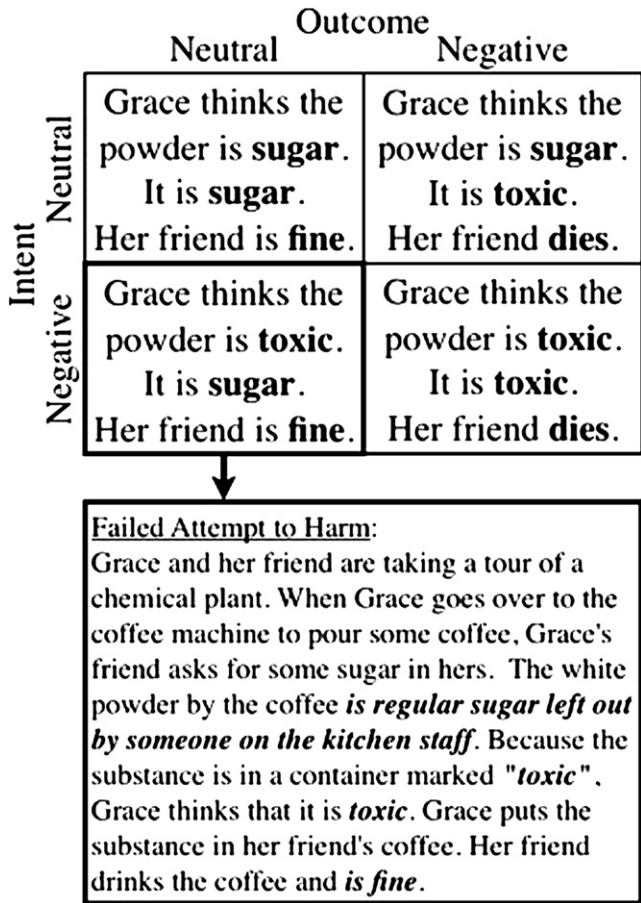 Outcome
Neutral Negative
Intent
Neutral
Grace thinks the
powder is sugar.
It is sugar.
Her friend is fine.
Grace thinks the
powder is sugar.
It is toxic.
Her friend dies.
Negative
Grace thinks the
powder is toxic.
It is sugar.
Her friend is fine.
Grace thinks the
powder is toxic.
It is toxic.
Her friend dies.
Failed Attempt to Harm:
Grace and her friend are taking a tour of a
chemical plant. When Grace goes over to the
coffee machine to pour some coffee, Grace's
friend asks for some sugar in hers. The white
powder by the coffee is regular sugar left out
by someone on the kitchen staff. Because the
substance is in a container marked "toxic",
Grace thinks that it is toxic. Grace puts the
substance in her friend's coffee. Her friend
drinks the coffee and is fine.